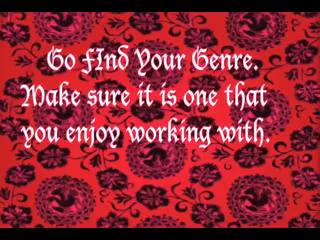 Go FInd Your Genre.
Make sure it is one that
you enjoy working with.